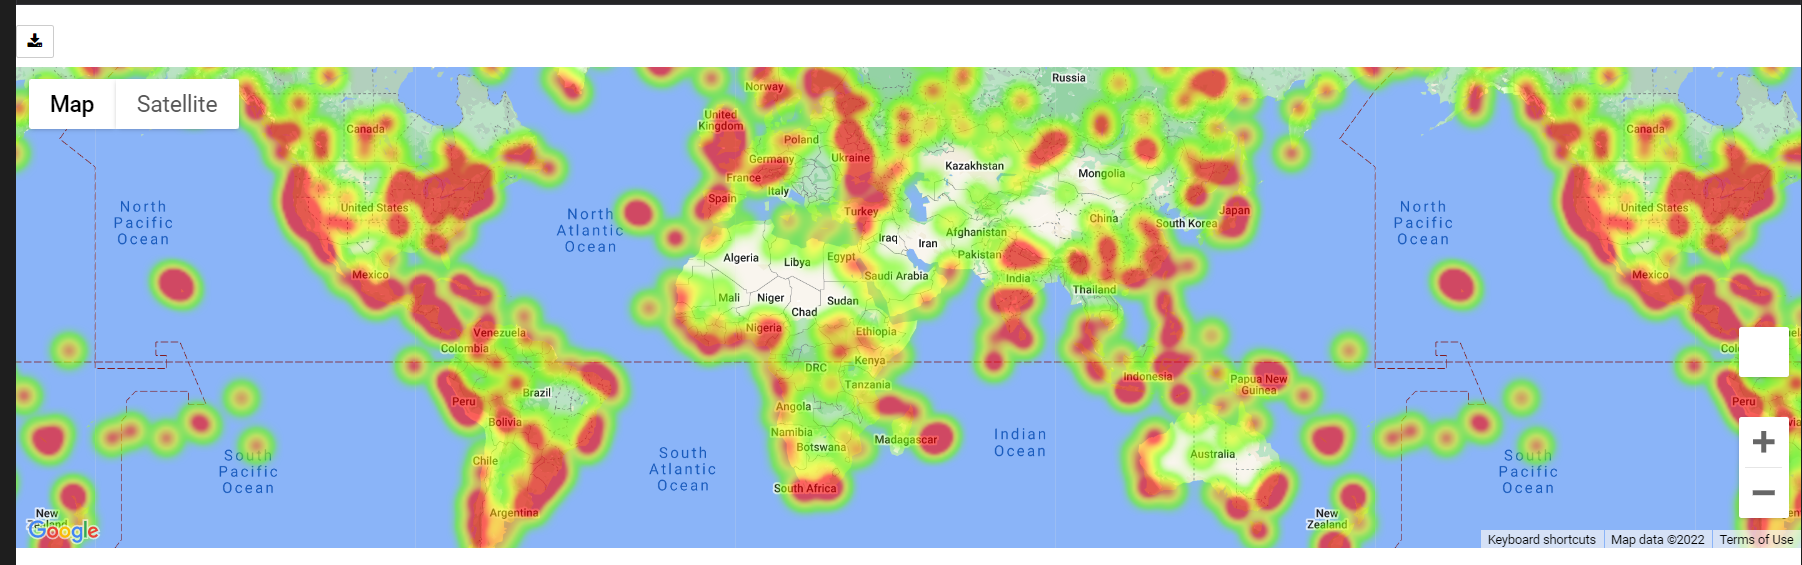 Map
Satellite
Norway
Russia
United
Kingdom
Canada
Canada
Poland
Germany
Ukraine
Kazakhstan
Mongolia
France
Italy
Spain
North
Pacific
Ocean
United States
North
Atlantic
Ocean
Turkey
Iraq
Iran
Afghanistan
China
South Korea
Japan
North
Pacific
Ocean
United States
Algeria
Libya
Egypt
Pakistan
Mexico
Saudi Arabia
India
Mexico
Mali
Niger
Sudan
Thailand
Chad
Venezuela
Nigeria
Ethiopia
Colombia
Kenya
DRC
Brazil
Tanzania
Indonesia
Papua New
Guinea
Peru
Peru
Angola
Bolivia
Namibia
Botswana
Madagascar
Indian
Ocean
Australia
Chile
South
Pacific
Ocean
South
Atlantic
Ocean
South Africa
South
Pacific
Ocean
Argentina
New
Zealand
New
Google
Keyboard shortcuts
Map data ©2022
Terms of Use